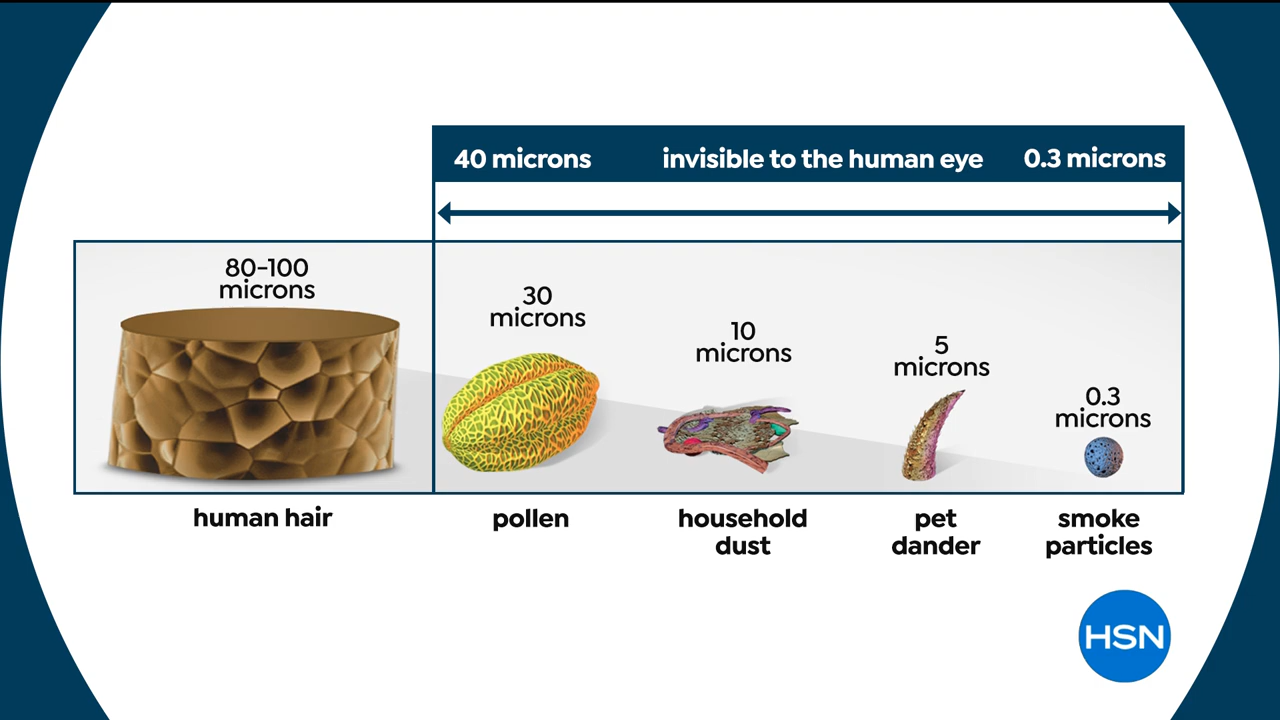 40 microns invisible to the human eye 0.3 microns
80-100
microns
30
microns
10
microns
5
microns
0.3
microns
human hair
pollen
household
dust
pet
dander
smoke
particles
HSN